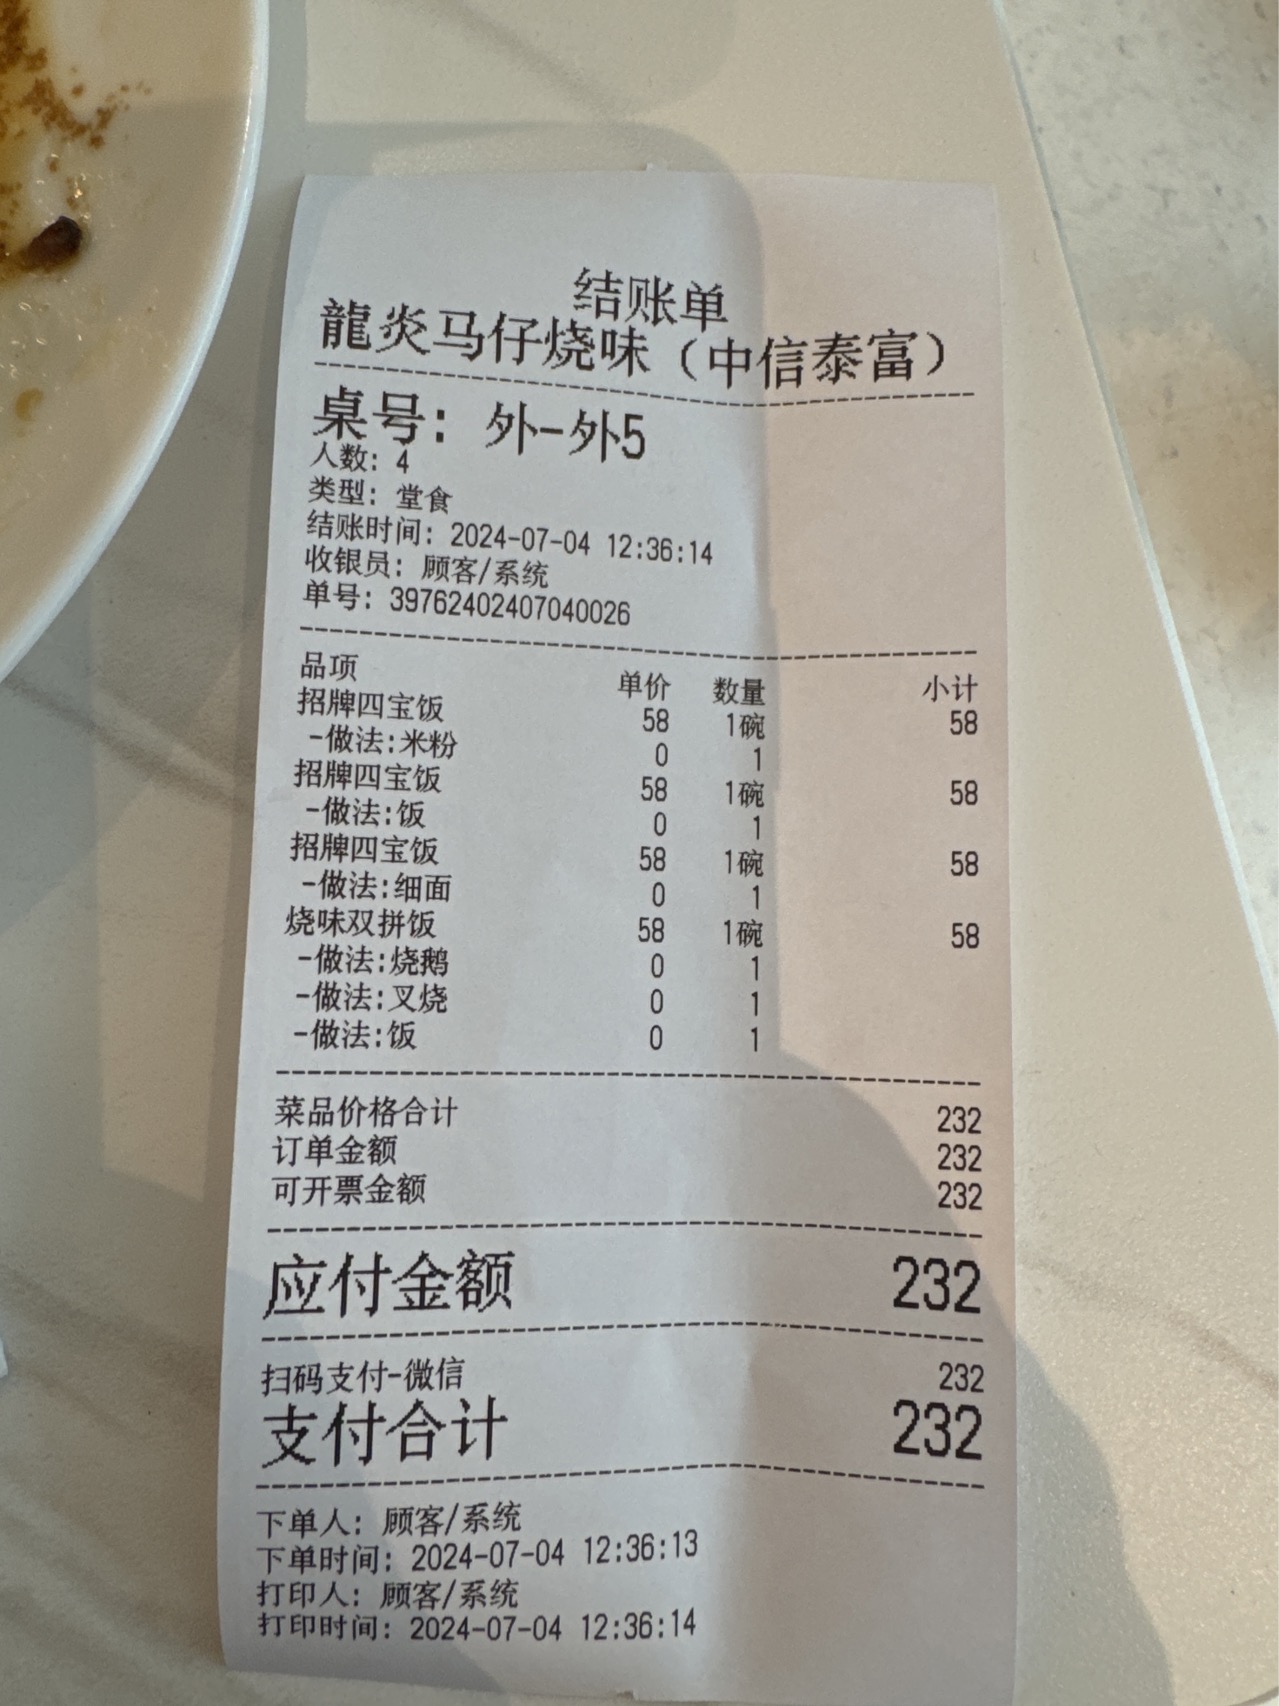 结账单
龍炎马仔烧味（中信泰富）
桌号：外-外5
人数：4
类型：堂食
结账时间：2024-07-04 12:36:14
收银员：顾客/系统
单号：39762402407040026
品项 单价 数量 小计
招牌四宝饭 58 1碗 58
-做法:米粉 0 1
招牌四宝饭 58 1碗 58
-做法:饭 0 1
招牌四宝饭 58 1碗 58
-做法:细面 0 1
烧味双拼饭 58 1碗 58
-做法:烧鹅 0 1
-做法:叉烧 0 1
-做法:饭 0 1
菜品价格合计 232
订单金额 232
可开票金额 232
应付金额 232
扫码支付-微信 232
支付合计 232
下单人：顾客/系统
下单时间：2024-07-04 12:36:13
打印人：顾客/系统
打印时间：2024-07-04 12:36:14